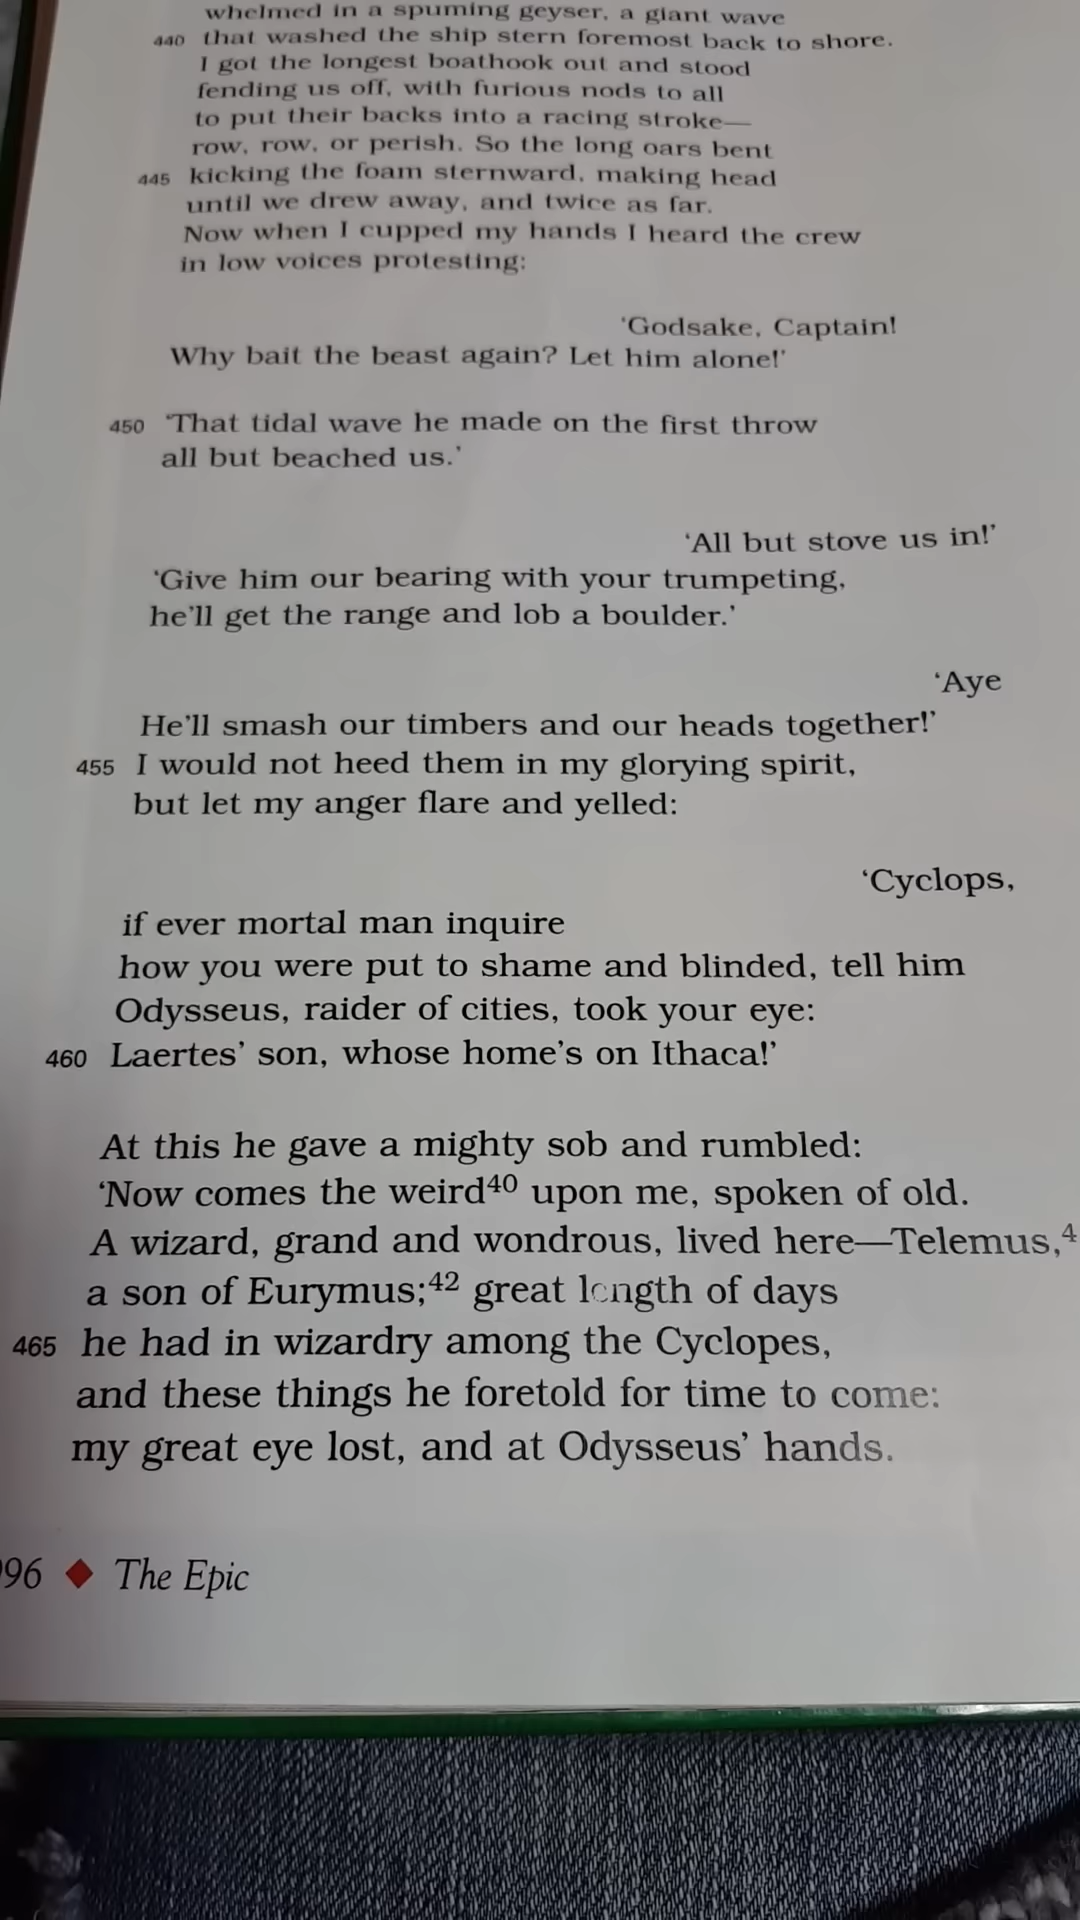 whelmed in a spuming geyser, a giant wave
440 that washed the ship stern foremost back to shore.
I got the longest boathook out and stood
fending us off, with furious nods to all
to put their backs into a racing stroke—
row, row, or perish. So the long oars bent
445 kicking the foam sternward, making head
until we drew away, and twice as far.
Now when I cupped my hands I heard the crew
in low voices protesting:
‘Godsake, Captain!
Why bait the beast again? Let him alone!’
450 ‘That tidal wave he made on the first throw
all but beached us.’
‘All but stove us in!’
‘Give him our bearing with your trumpeting,
he’ll get the range and lob a boulder.’
‘Aye
He’ll smash our timbers and our heads together!’
455 I would not heed them in my glorying spirit,
but let my anger flare and yelled:
‘Cyclops,
if ever mortal man inquire
how you were put to shame and blinded, tell him
Odysseus, raider of cities, took your eye:
460 Laertes’ son, whose home’s on Ithaca!’
At this he gave a mighty sob and rumbled:
‘Now comes the weird40 upon me, spoken of old.
A wizard, grand and wondrous, lived here—Telemus,4
a son of Eurymus;42 great length of days
465 he had in wizardry among the Cyclopes,
and these things he foretold for time to come:
my great eye lost, and at Odysseus’ hands.
96 ◆ The Epic